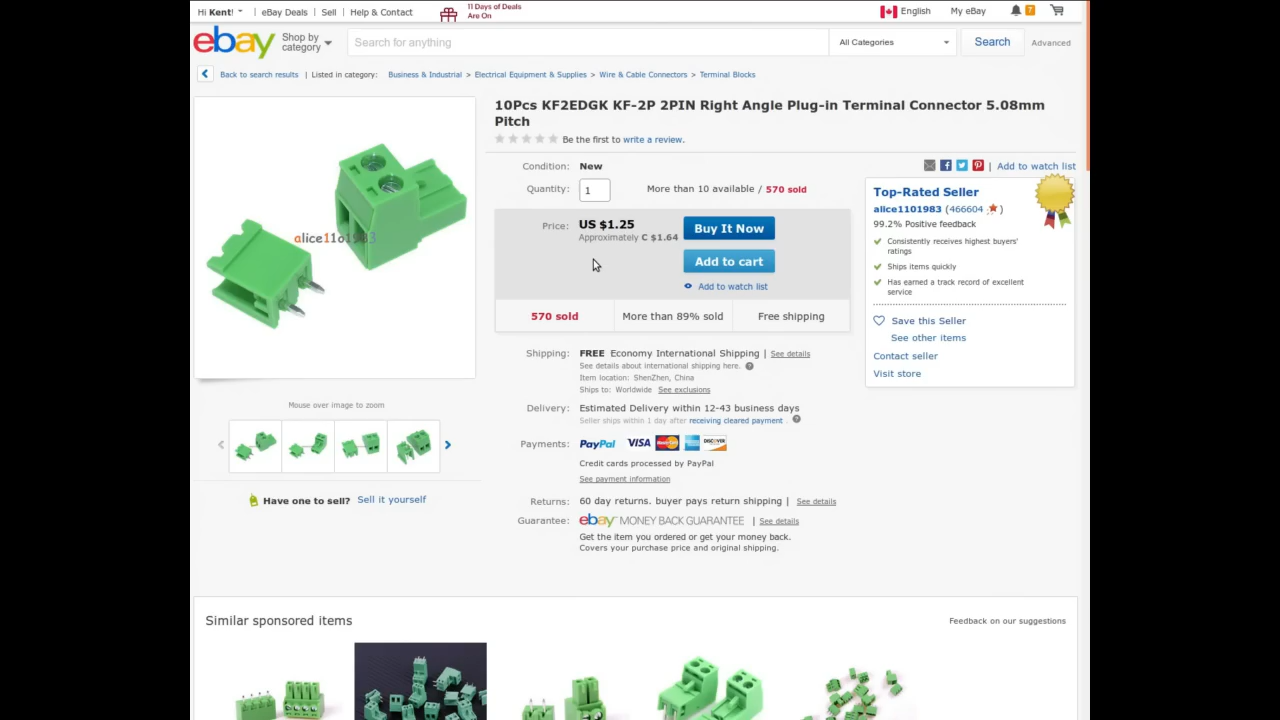 Hi Kent! | eBay Deals | Sell | Help & Contact
11 Days of Deals
Are On
English My eBay 7
ebay Shop by
category
Search for anything All Categories Search Advanced
Back to search results | Listed in category: Business & Industrial > Electrical Equipment & Supplies > Wire & Cable Connectors > Terminal Blocks
10Pcs KF2EDGK KF-2P 2PIN Right Angle Plug-in Terminal Connector 5.08mm
Pitch
Be the first to write a review.
Condition: New
| Add to watch list
Quantity: 1 More than 10 available / 570 sold
Price: US $1.25
Approximately C $1.64
Buy It Now
Add to cart
Add to watch list
570 sold More than 89% sold Free shipping
Shipping: FREE Economy International Shipping | See details
See details about international shipping here.
Item location: ShenZhen, China
Ships to: Worldwide See exclusions
Delivery: Estimated Delivery within 12-43 business days
Seller ships within 1 day after receiving cleared payment .
Payments: PayPal VISA MasterCard DISCOVER
Credit cards processed by PayPal
See payment information
Returns: 60 day returns. buyer pays return shipping | See details
Guarantee: ebay MONEY BACK GUARANTEE | See details
Get the item you ordered or get your money back.
Covers your purchase price and original shipping.
Top-Rated Seller
alice1101983 (466604 )
99.2% Positive feedback
Consistently receives highest buyers'
ratings
Ships items quickly
Has earned a track record of excellent
service
Save this Seller
See other items
Contact seller
Visit store
alice11o1983
Mouse over image to zoom
Have one to sell? Sell it yourself
Similar sponsored items Feedback on our suggestions